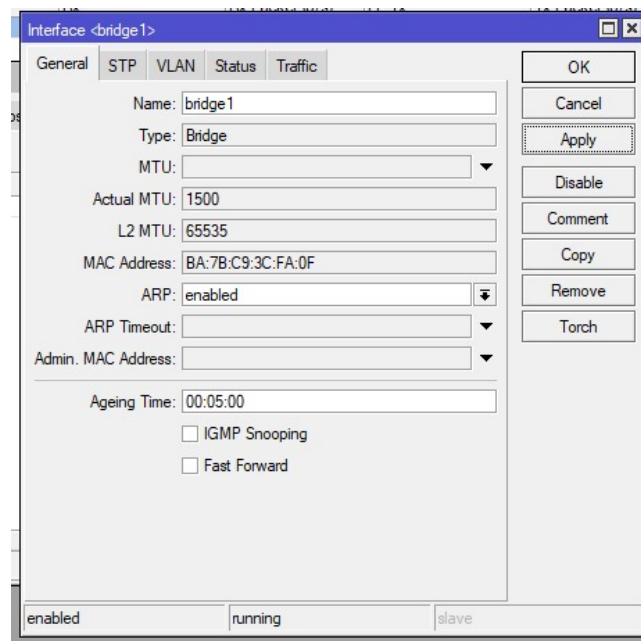 Interface <bridge1>
General STP VLAN Status Traffic
Name: bridge1
Type: Bridge
MTU:
Actual MTU: 1500
L2 MTU: 65535
MAC Address: BA:7B:C9:3C:FA:0F
ARP: enabled
ARP Timeout:
Admin. MAC Address:
Ageing Time: 00:05:00
IGMP Snooping
Fast Forward
OK
Cancel
Apply
Disable
Comment
Copy
Remove
Torch
enabled running slave